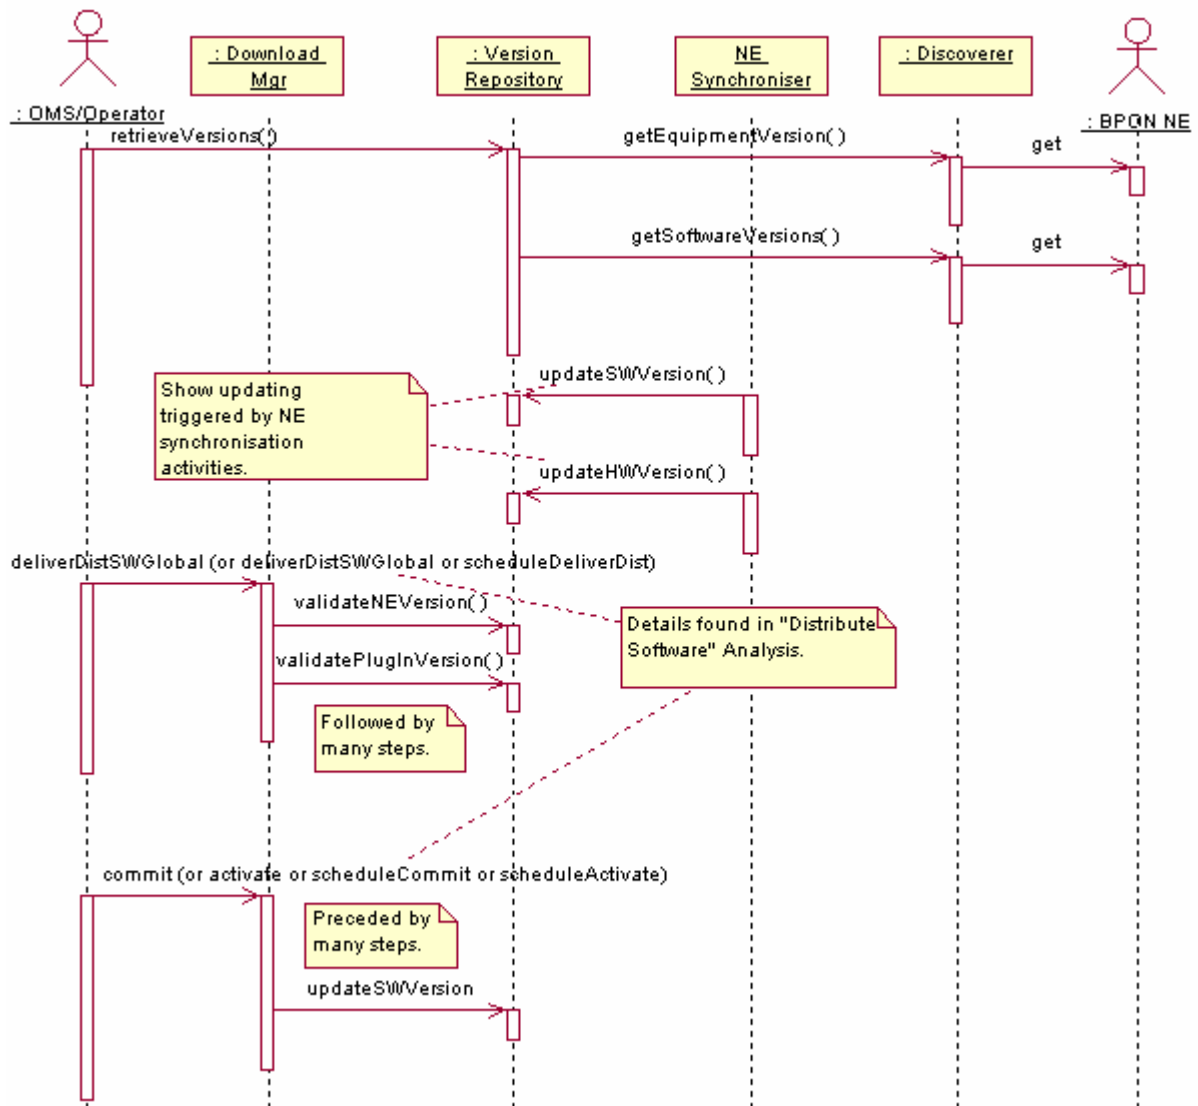 : Download
Mgr
: Version
Repository
NE
Synchroniser
: Discoverer
: OMS/Operator
: BPON NE
retrieveVersions()
getEquipmentVersion()
get
getSoftwareVersions()
get
updateSWVersion()
Show updating
triggered by NE
synchronisation
activities.
updateHWVersion()
deliverDistSWGlobal (or deliverDistSWGlobal or scheduleDeliverDist)
validateNEVersion()
Details found in "Distribute
Software" Analysis.
validatePlugInVersion()
Followed by
many steps.
commit (or activate or scheduleCommit or scheduleActivate)
Preceded by
many steps.
updateSWVersion